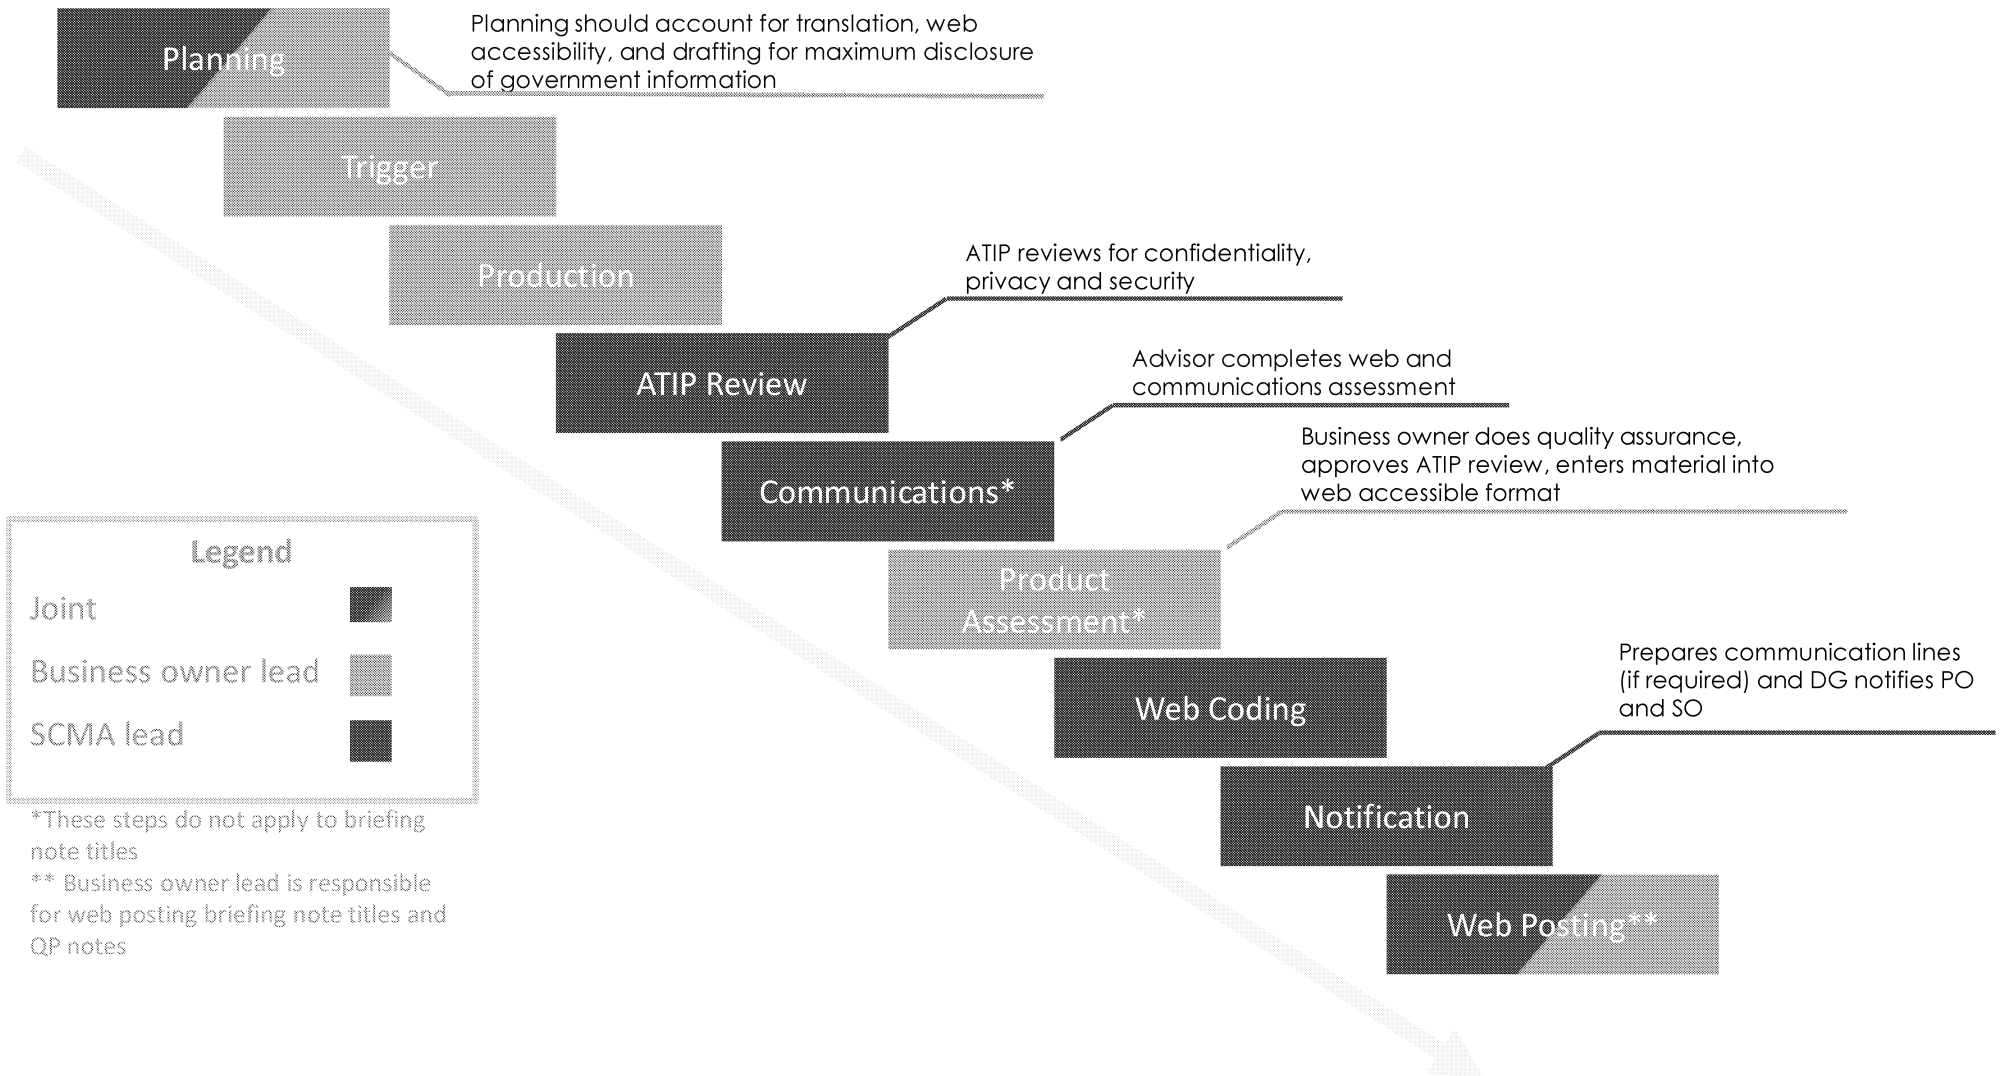 Planning
Planning should account for translation, web
accessibility, and drafting for maximum disclosure
of government information
Trigger
Production
ATIP reviews for confidentiality,
privacy and security
ATIP Review
Advisor completes web and
communications assessment
Communications*
Business owner does quality assurance,
approves ATIP review, enters material into
web accessible format
Product
Assessment*
Web Coding
Prepares communication lines
(if required) and DG notifies PO
and SO
Notification
Web Posting**
Legend
Joint
Business owner lead
SCMA lead
*These steps do not apply to briefing
note titles
** Business owner lead is responsible
for web posting briefing note titles and
QP notes